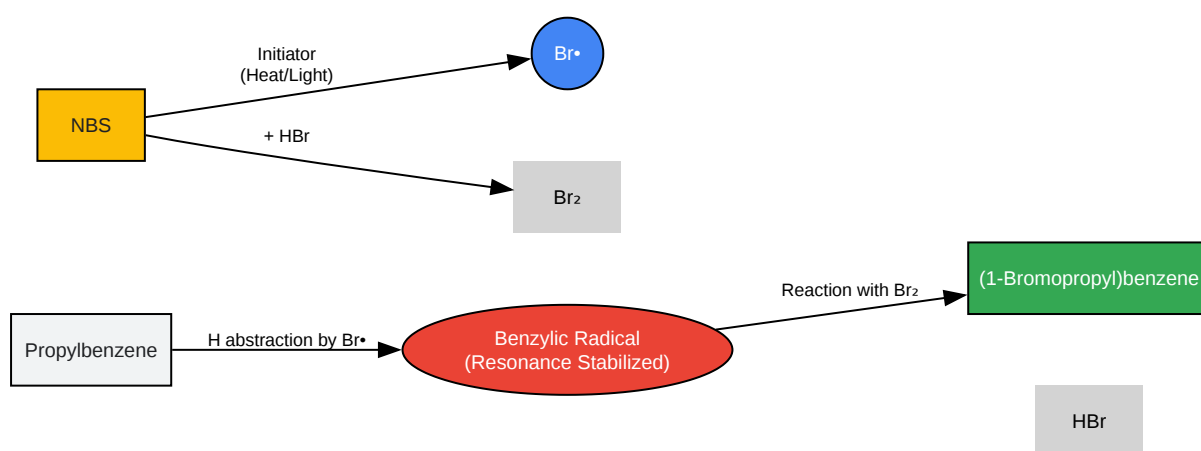 Initiator
(Heat/Light)
Br•
NBS
+ HBr
Br₂
(1-Bromopropyl)benzene
Reaction with Br₂
Propylbenzene
H abstraction by Br•
Benzylic Radical
(Resonance Stabilized)
HBr